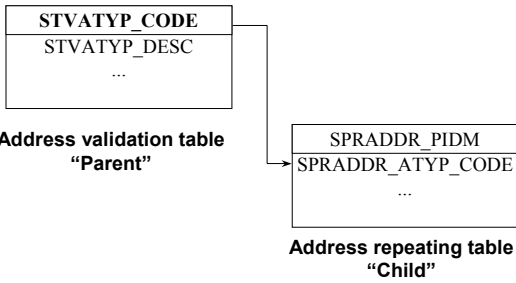 STVATYP_CODE
STVATYP_DESC
...
Address validation table
“Parent”
SPRADDR_PIDM
SPRADDR_ATYP_CODE
...
Address repeating table
“Child”